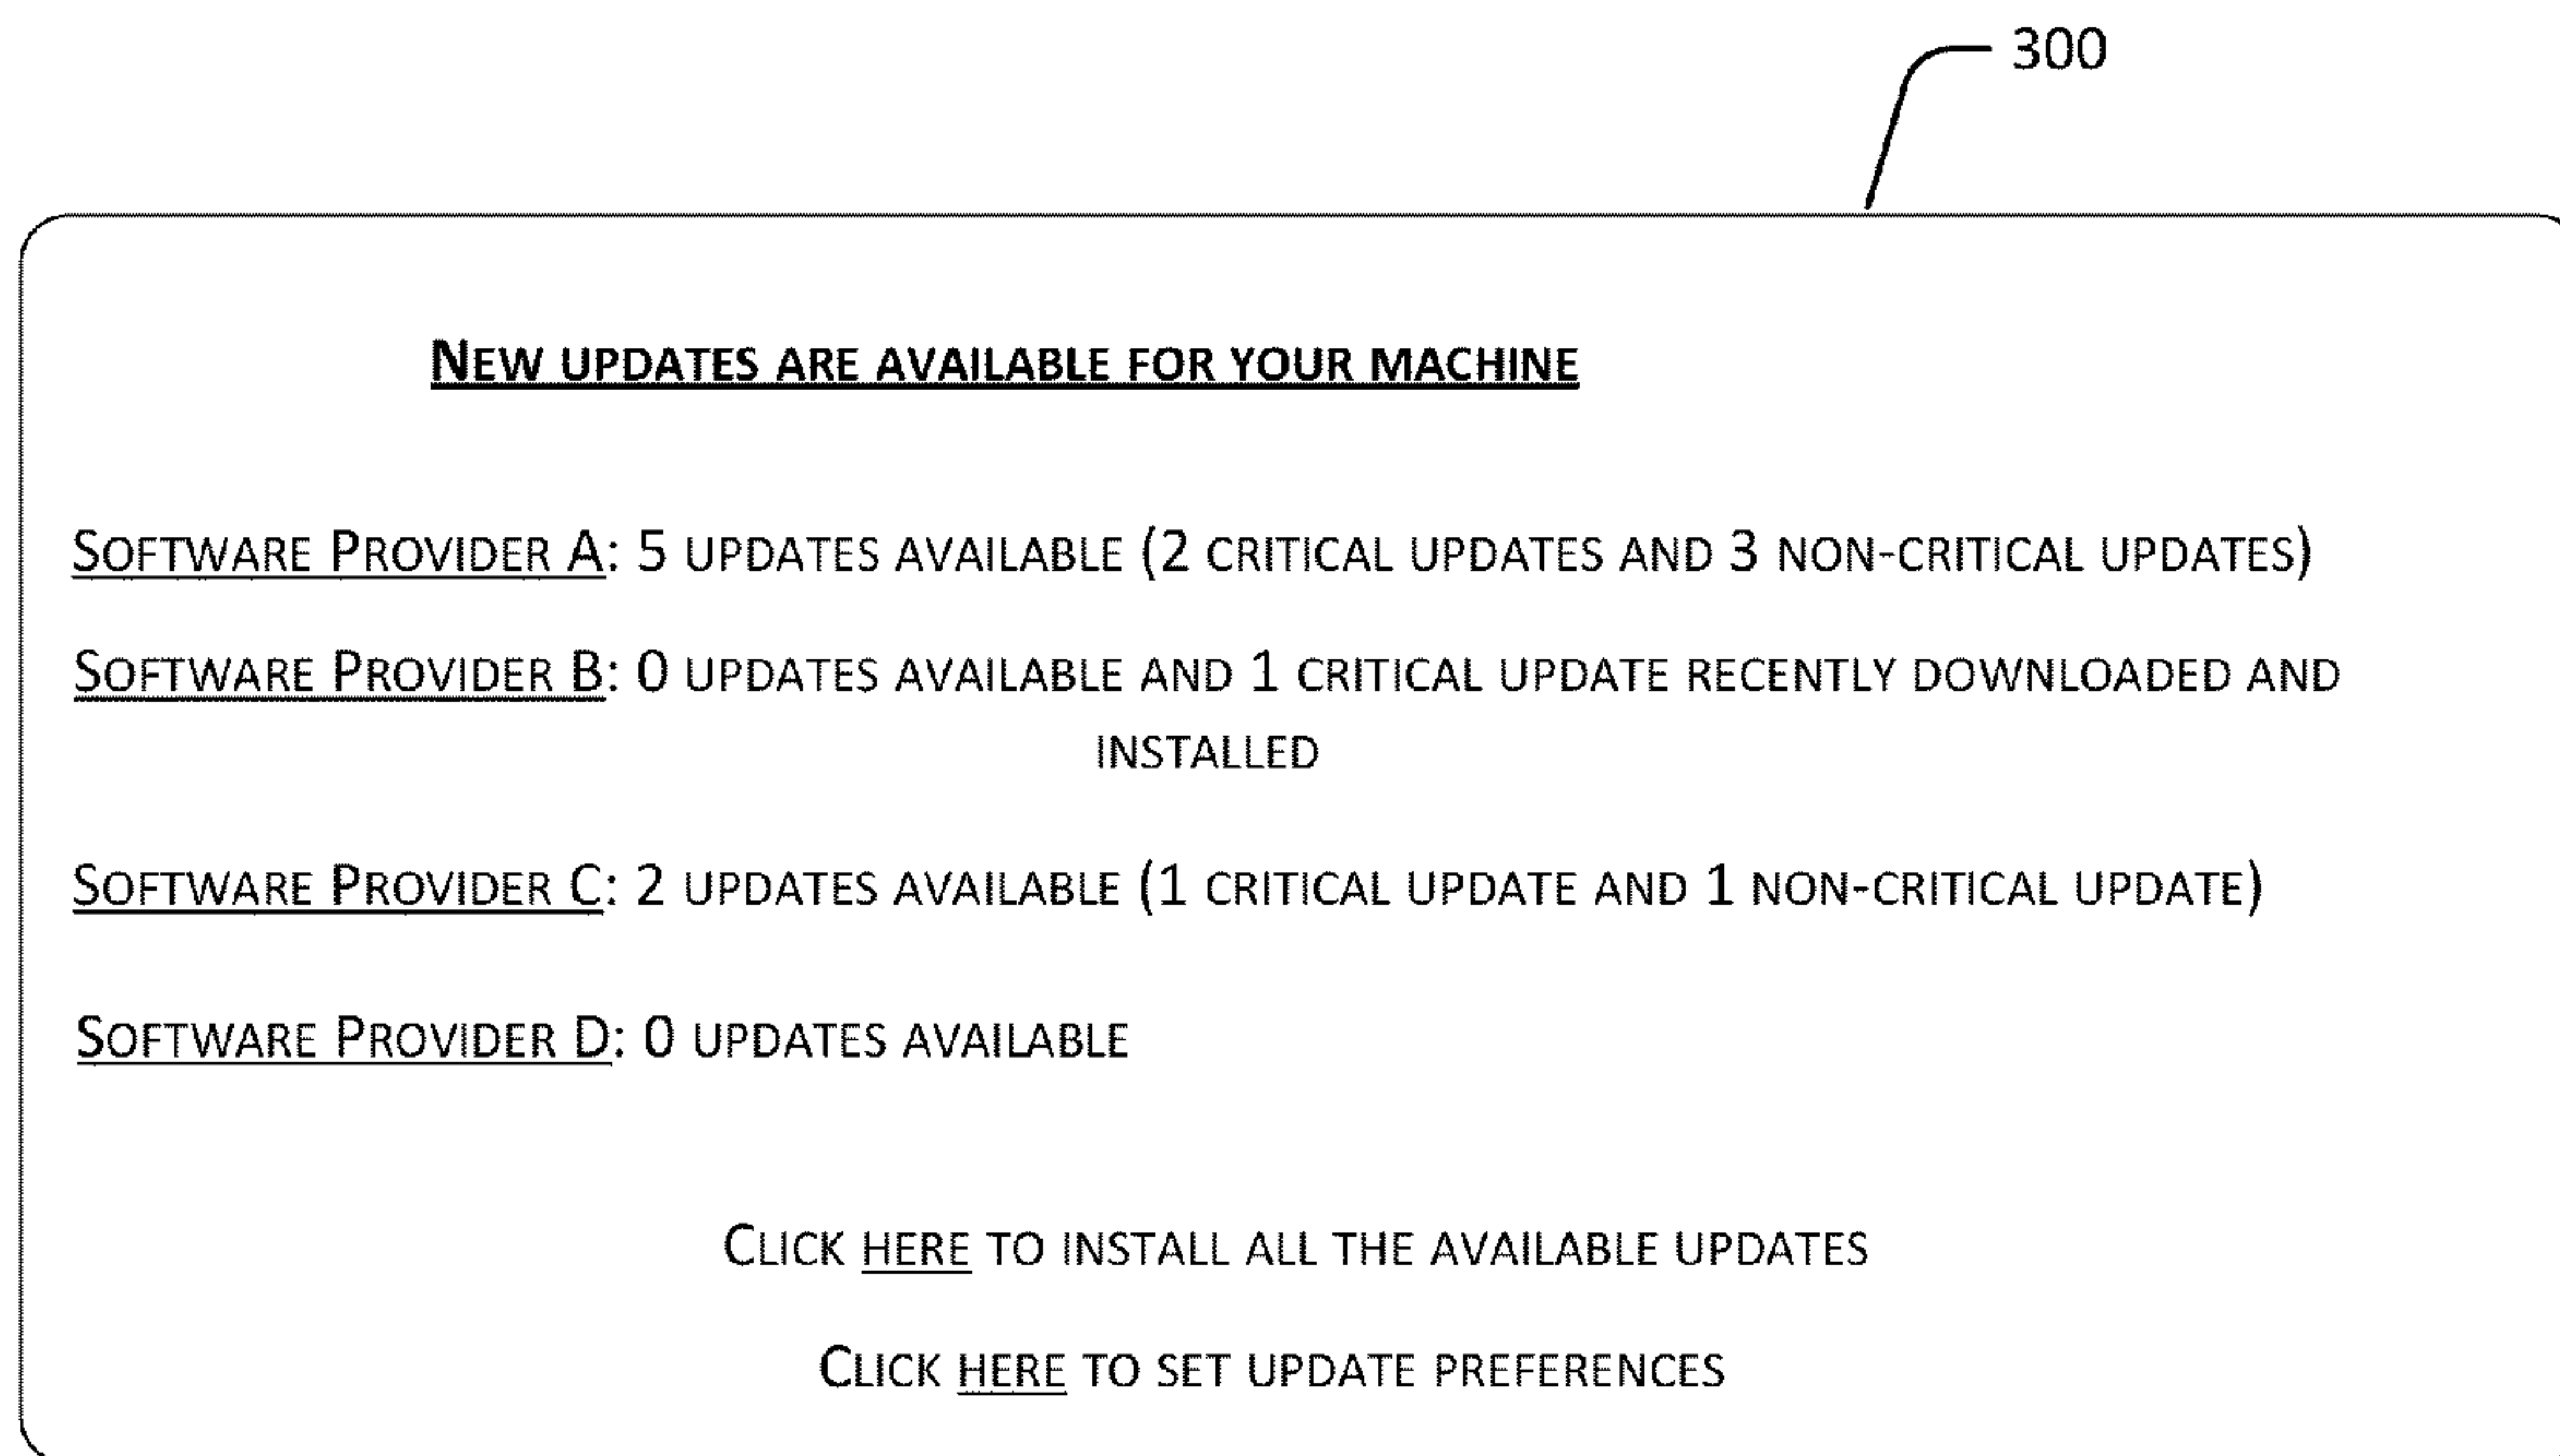 300
New updates are available for your machine
Software Provider A: 5 updates available (2 critical updates and 3 non-critical updates)
Software Provider B: 0 updates available and 1 critical update recently downloaded and
installed
Software Provider C: 2 updates available (1 critical update and 1 non-critical update)
Software Provider D: 0 updates available
Click here to install all the available updates
Click here to set update preferences